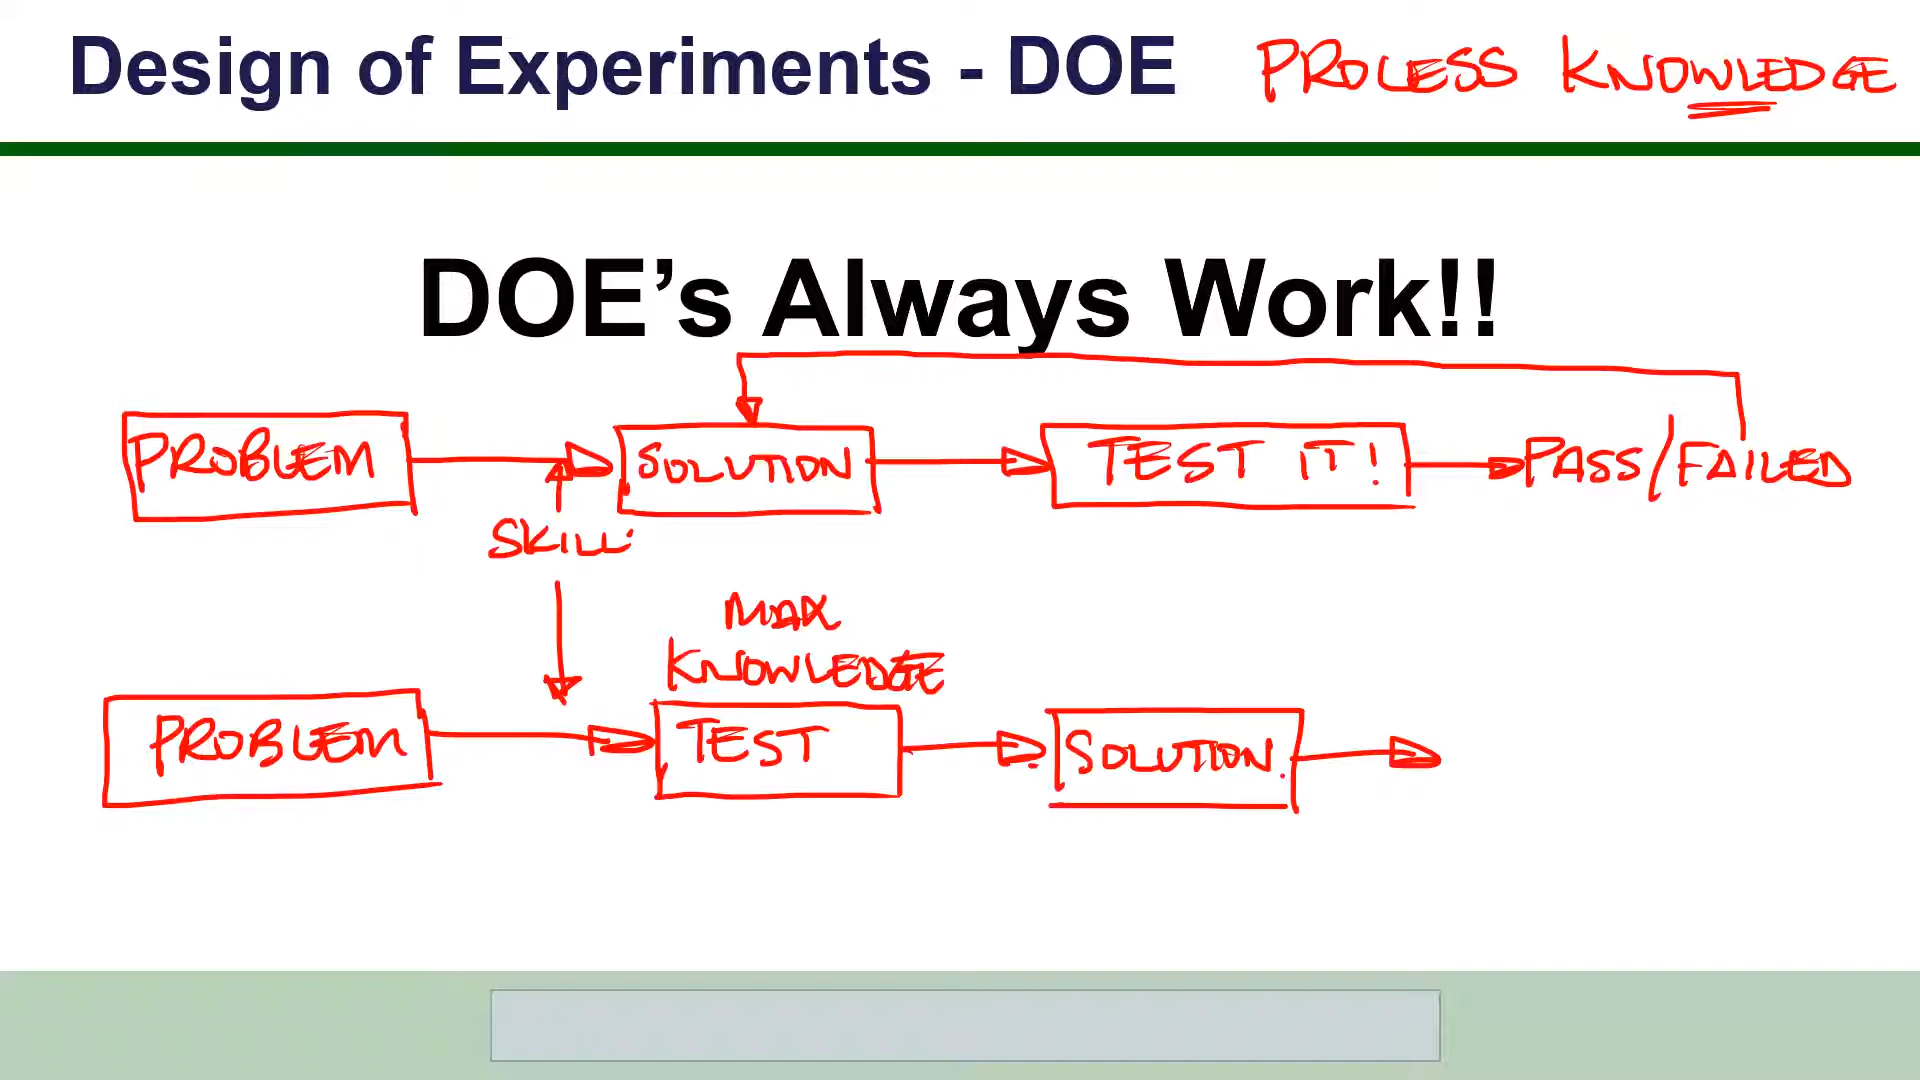 Design of Experiments - DOE PROCESS KNOWLEDGE
DOE's Always Work!!
PROBLEM SOLUTION TEST IT! PASS/FAILED
SKILL
MAX
KNOWLEDGE
PROBLEM TEST SOLUTION